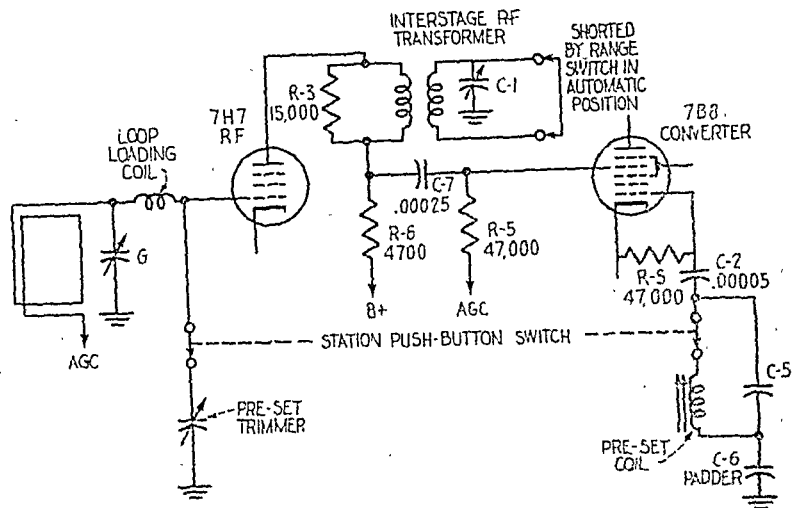 INTERSTAGE RF
TRANSFORMER
SHORTED
BY RANGE
SWITCH IN
AUTOMATIC
POSITION
R-3
15,000
C-1
7H7
RF
7B8
CONVERTER
LOOP
LOADING
COIL
C-7
.00025
G
R-6
4700
R-5
47,000
R-5
47,000
C-2
.00005
B+
AGC
AGC
STATION PUSH-BUTTON SWITCH
C-5
PRE-SET
TRIMMER
PRE-SET
COIL
C-6
PADDER